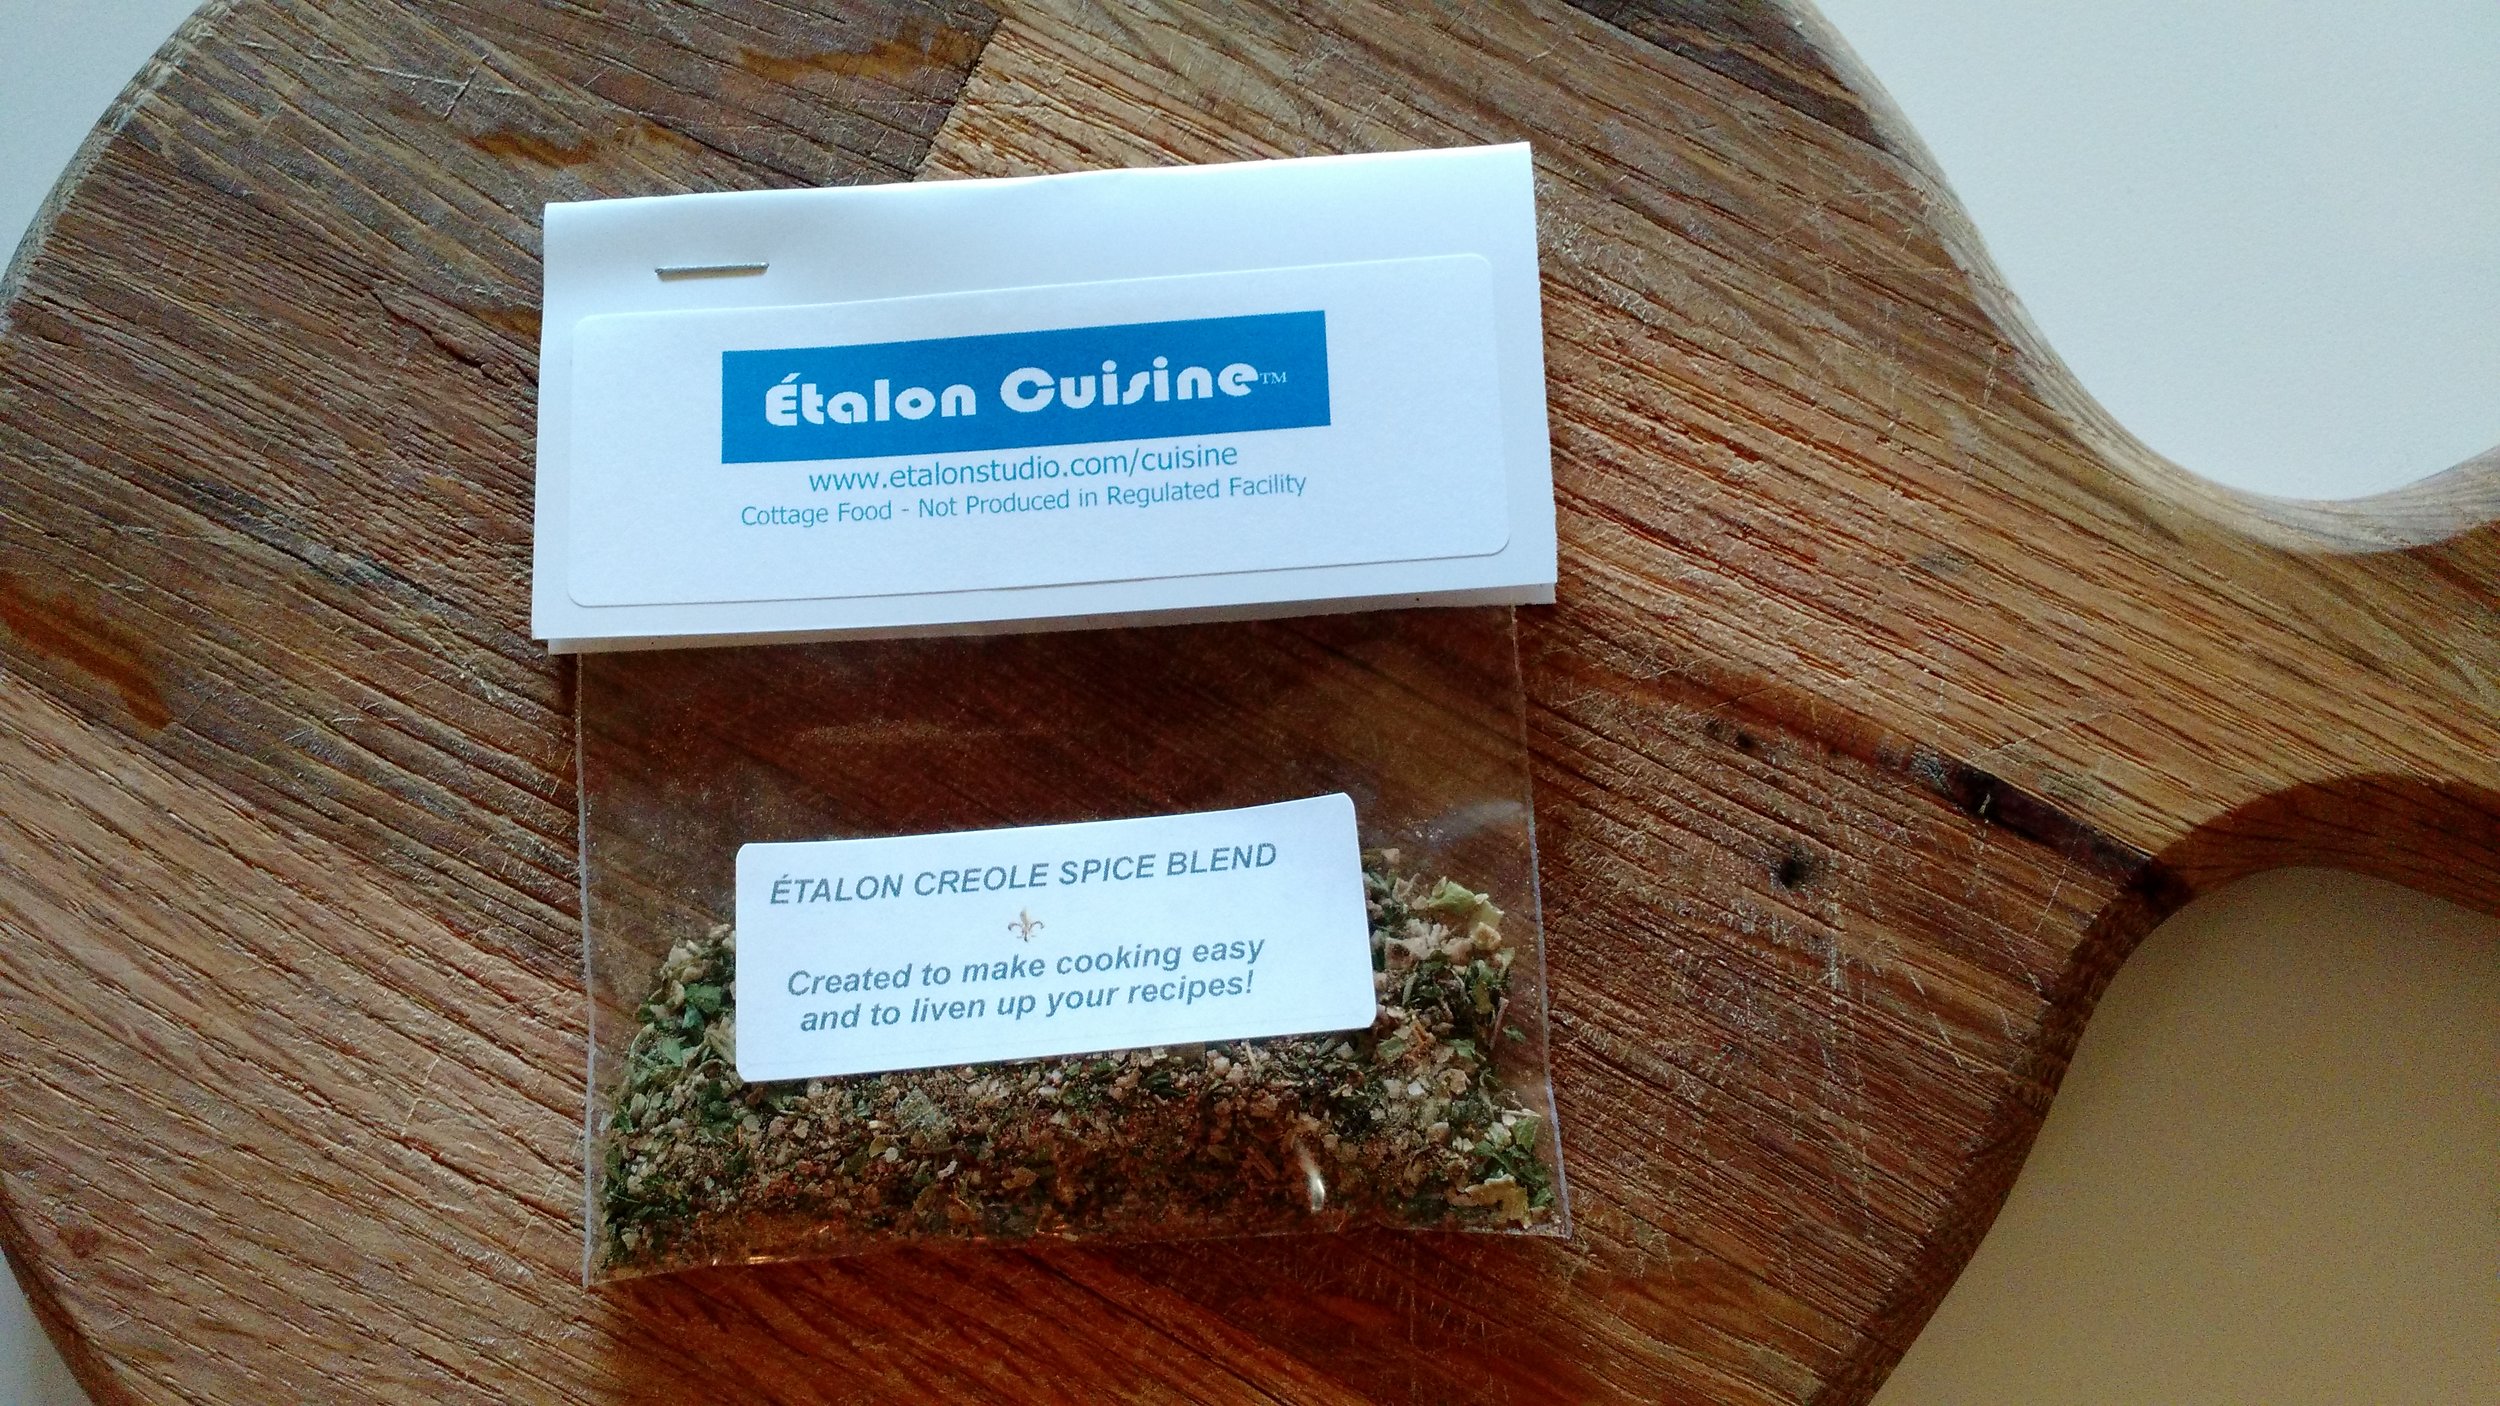 Étalon Cuisine™
www.etalonstudio.com/cuisine
Cottage Food - Not Produced in Regulated Facility
ÉTALON CREOLE SPICE BLEND
Created to make cooking easy
and to liven up your recipes!